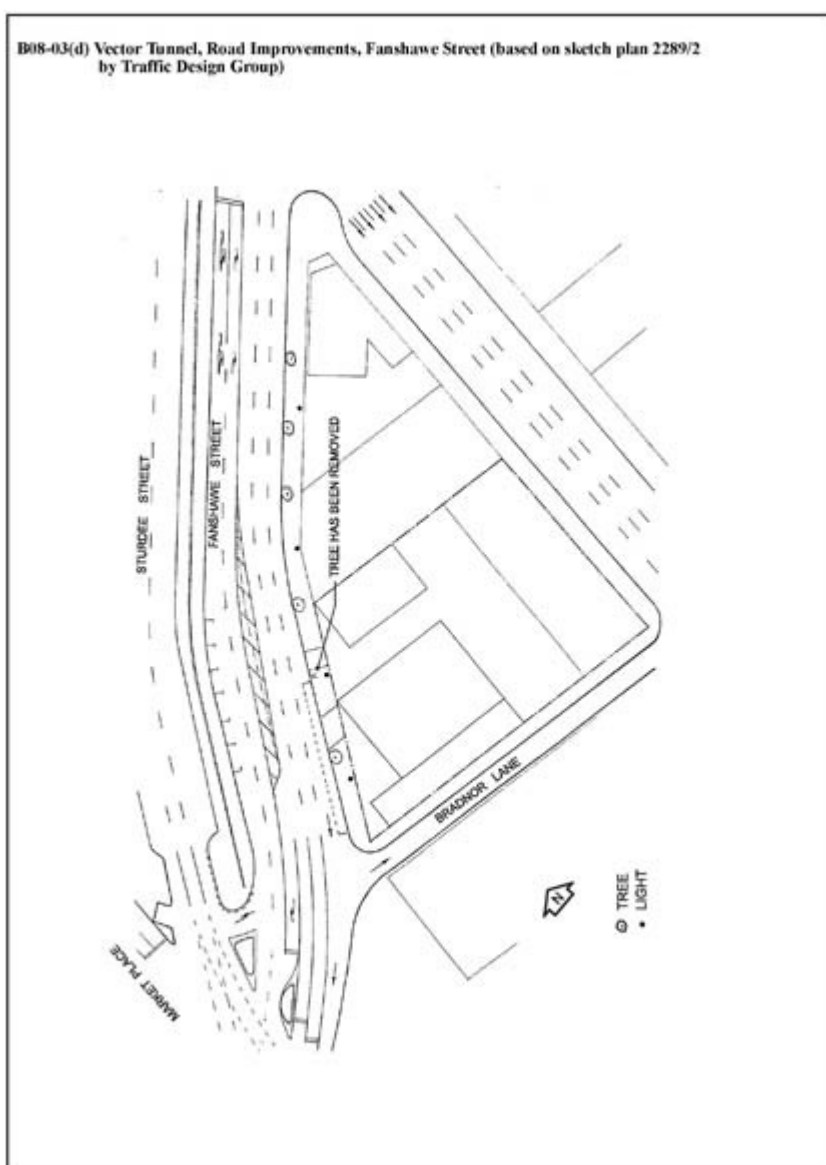 B08-03(d) Vector Tunnel, Road Improvements, Fanshawe Street (based on sketch plan 2289/2
by Traffic Design Group)
STURDEE STREET
FANSHAWE STREET
TREE HAS BEEN REMOVED
BRADNOR LANE
MARKET PLACE
N
TREE
LIGHT